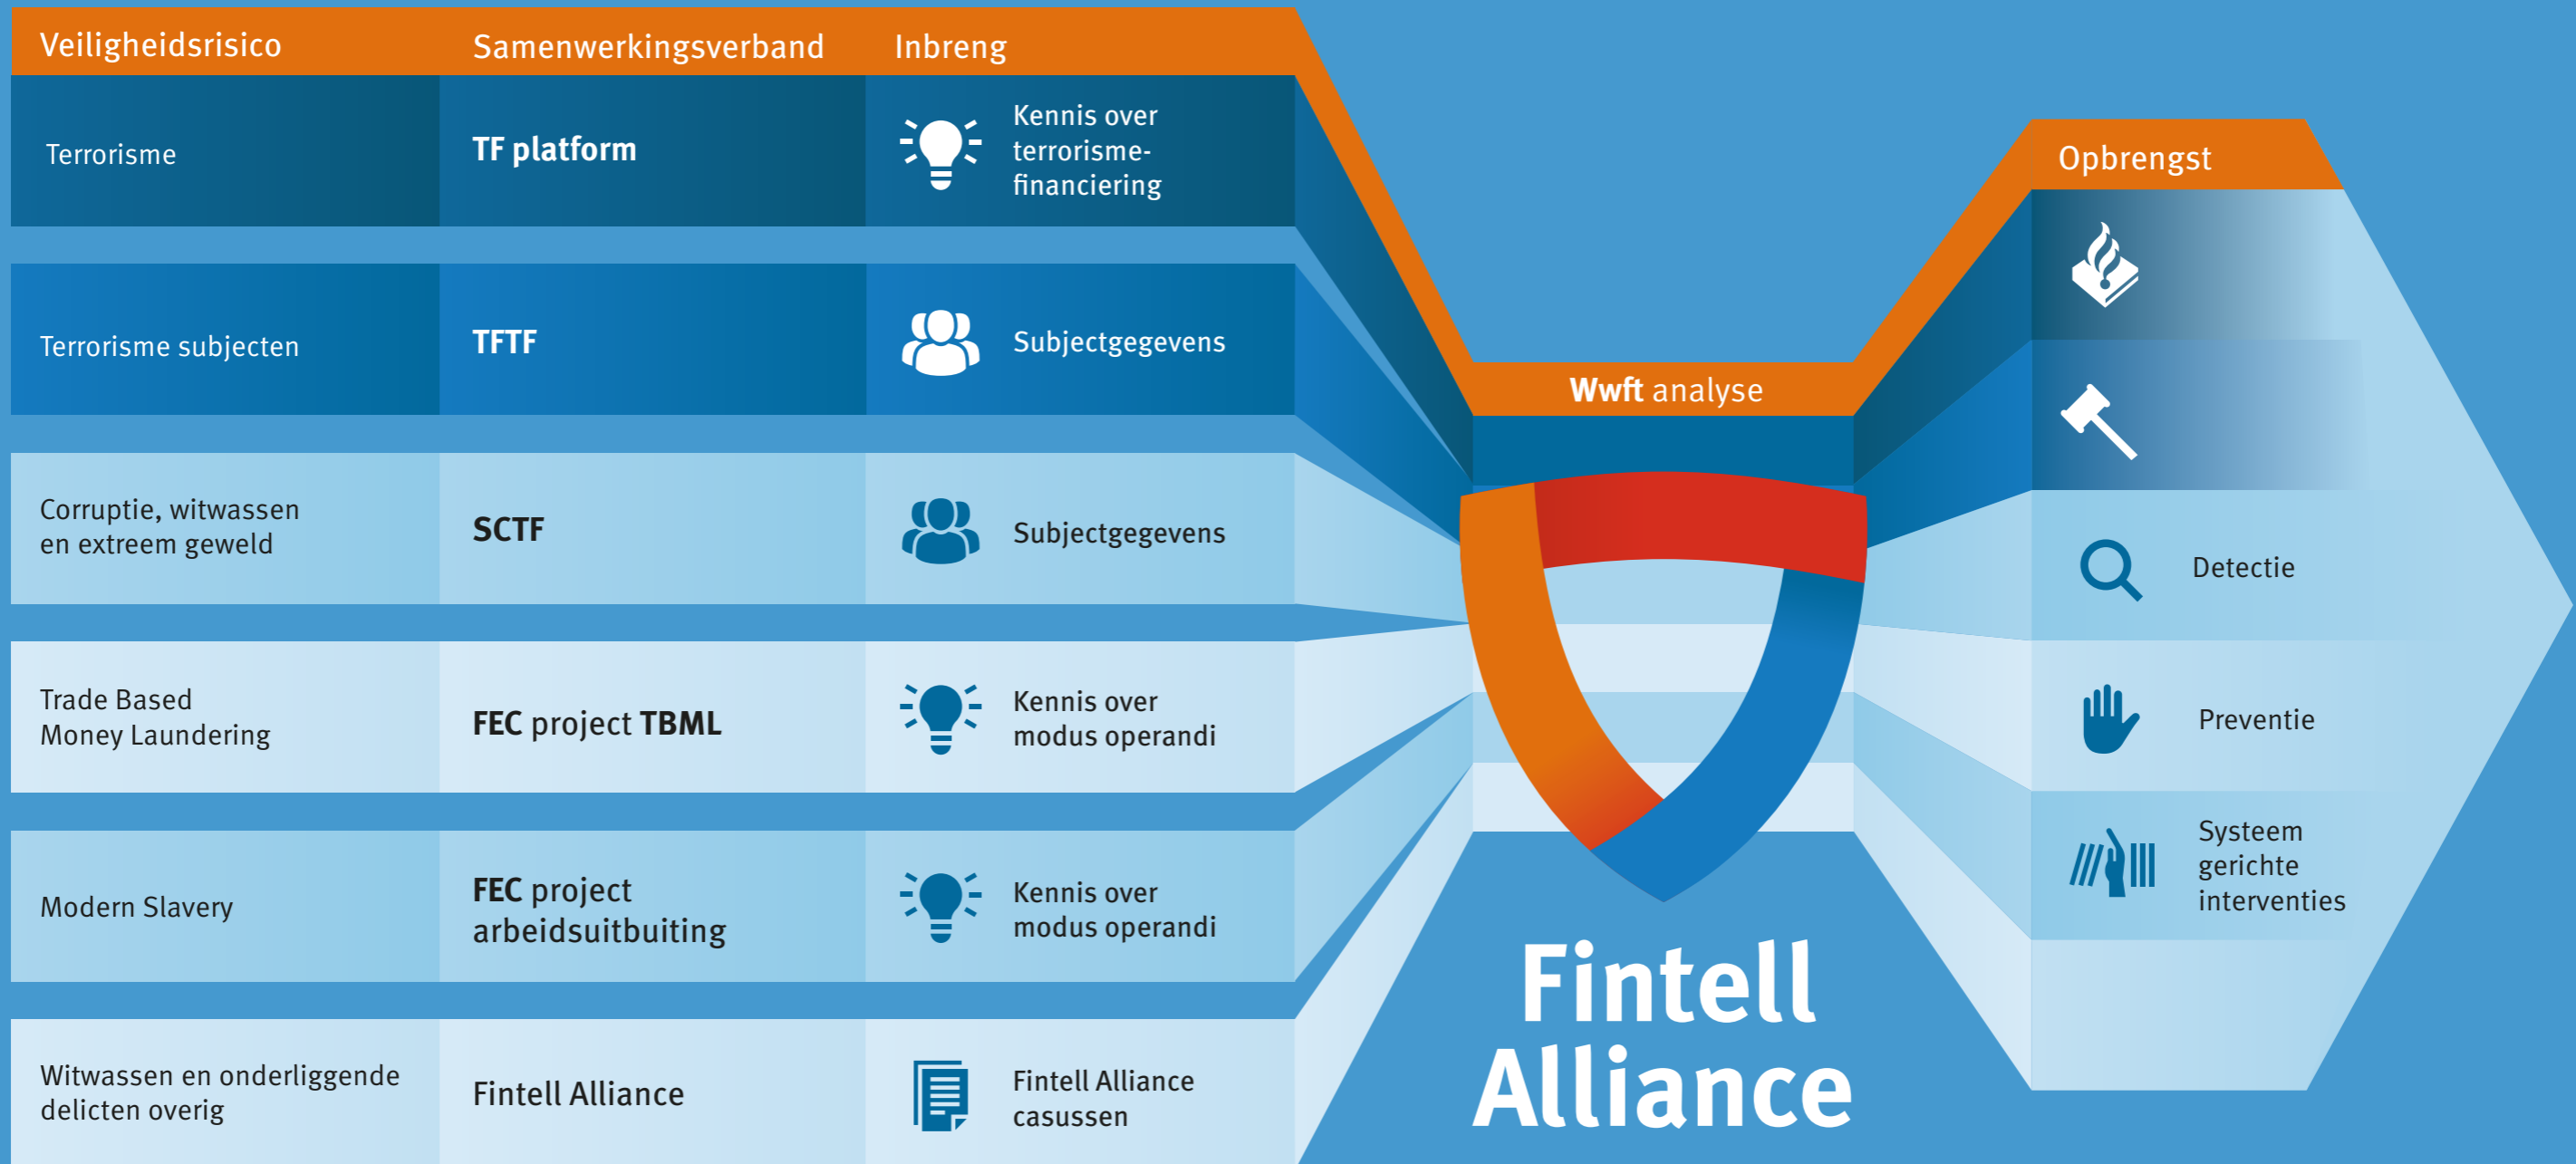 Veiligheidsrisico
Samenwerkingsverband
Inbreng
Terrorisme
TF platform
Kennis over
terrorisme-
financiering
Terrorisme subjecten
TFTF
Subjectgegevens
Corruptie, witwassen
en extreem geweld
SCTF
Subjectgegevens
Trade Based
Money Laundering
FEC project TBML
Kennis over
modus operandi
Modern Slavery
FEC project
arbeidsuitbuiting
Kennis over
modus operandi
Witwassen en onderliggende
delicten overig
Fintell Alliance
Fintell Alliance
casussen
Wwft analyse
Fintell
Alliance
Opbrengst
Detectie
Preventie
Systeem
gerichte
interventies